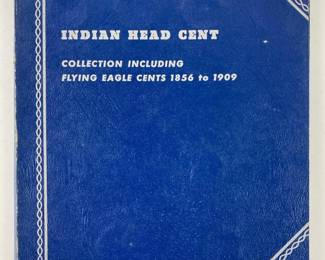 INDIAN HEAD CENT
COLLECTION INCLUDING
FLYING EAGLE CENTS 1856 to 1909